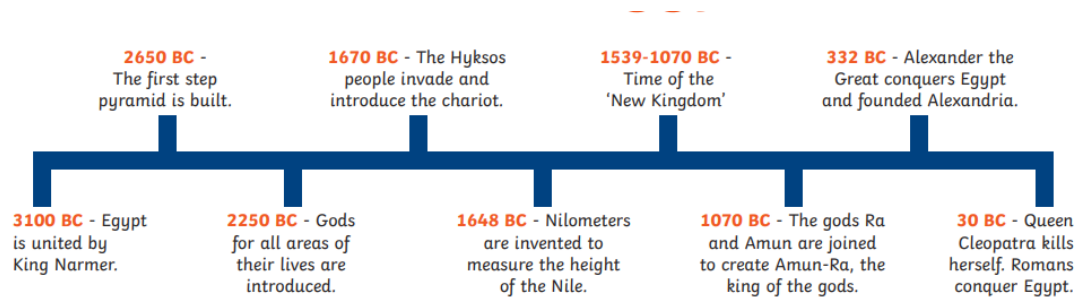 2650 BC -
The first step
pyramid is built.
1670 BC - The Hyksos
people invade and
introduce the chariot.
1539-1070 BC -
Time of the
‘New Kingdom’
332 BC - Alexander the
Great conquers Egypt
and founded Alexandria.
3100 BC - Egypt
is united by
King Narmer.
2250 BC - Gods
for all areas of
their lives are
introduced.
1648 BC - Nilometers
are invented to
measure the height
of the Nile.
1070 BC - The gods Ra
and Amun are joined
to create Amun-Ra, the
king of the gods.
30 BC - Queen
Cleopatra kills
herself. Romans
conquer Egypt.